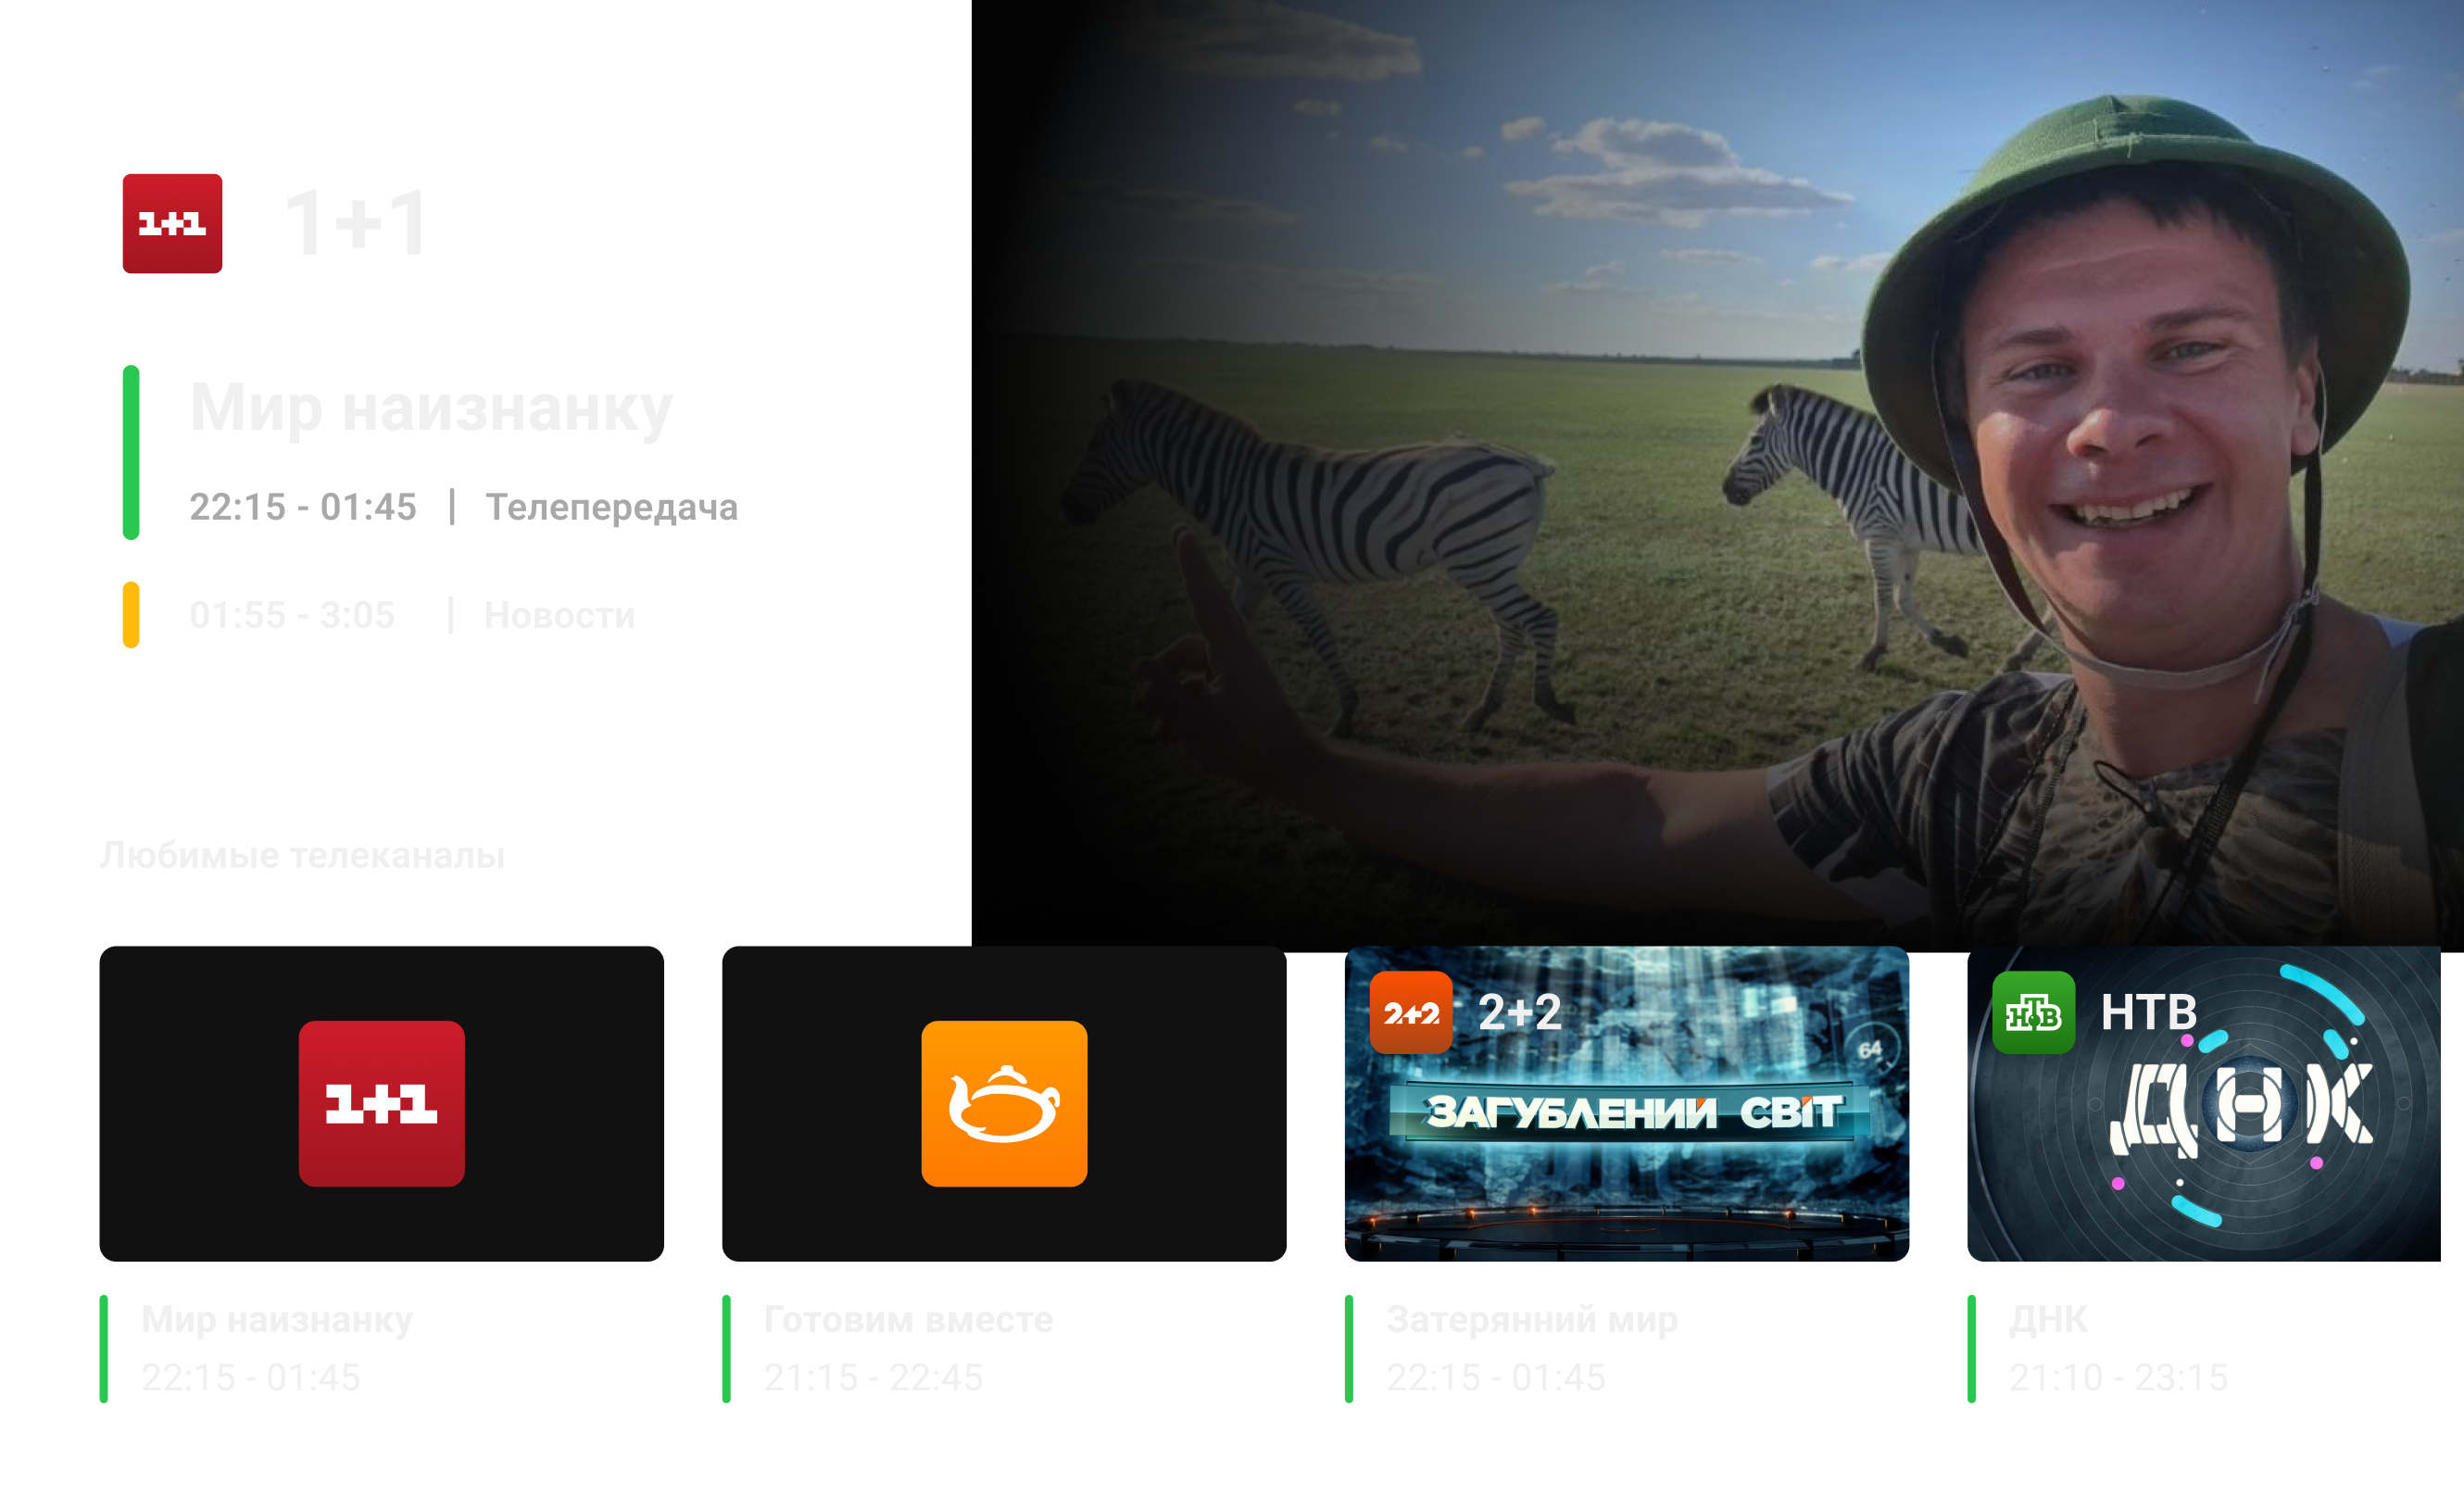 1+1
1+1
Мир наизнанку
22:15 - 01:45 | Телепередача
01:55 - 3:05 | Новости
Любимые телеканалы
1+1
2+2
2+2
64
ЗАГУБЛЕНИЙ СВІТ
НТВ
НТВ
ДНК
Мир наизнанку
22:15 - 01:45
Готовим вместе
21:15 - 22:45
Затерянний мир
22:15 - 01:45
ДНК
21:10 - 23:15